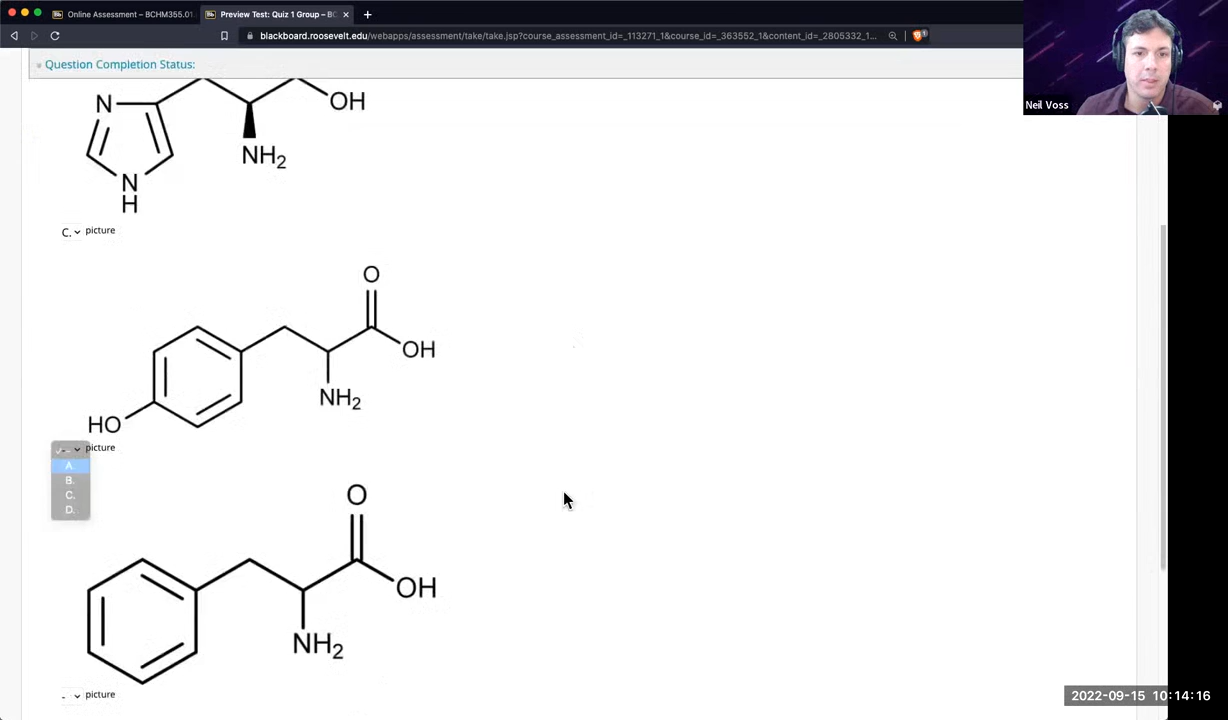 Online Assessment – BCHM355.01
Preview Test: Quiz 1 Group – BC
blackboard.roosevelt.edu/webapps/assessment/take/take.jsp?course_assessment_id=_113271_1&course_id=_363552_1&content_id=_2805332_1...
Question Completion Status:
Neil Voss
N
OH
NH2
N
H
C. picture
O
OH
NH2
HO
picture
A.
B.
C.
D.
O
OH
NH2
- picture
2022-09-15 10:14:16